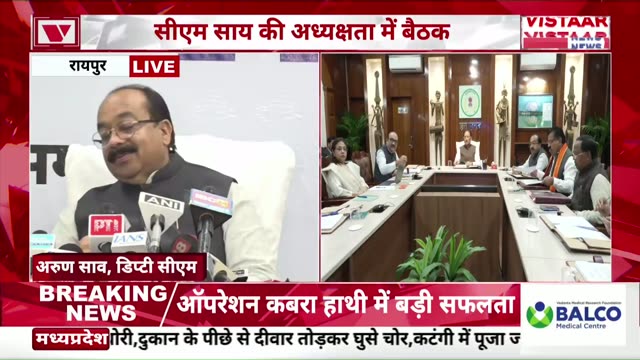 सीएम साय की अध्यक्षता में बैठक
VISTAAR
VISTAAR
NEWS
रायपुर
LIVE
PTI
ANI
IANS
अरुण साव, डिप्टी सीएम
BREAKING
NEWS
ऑपरेशन कबरा हाथी में बड़ी सफलता
Vedanta Medical Research Foundation
BALCO
Medical Centre
मध्यप्रदेश
ोरी,दुकान के पीछे से दीवार तोड़कर घुसे चोर,कटंगी में पूजा ज